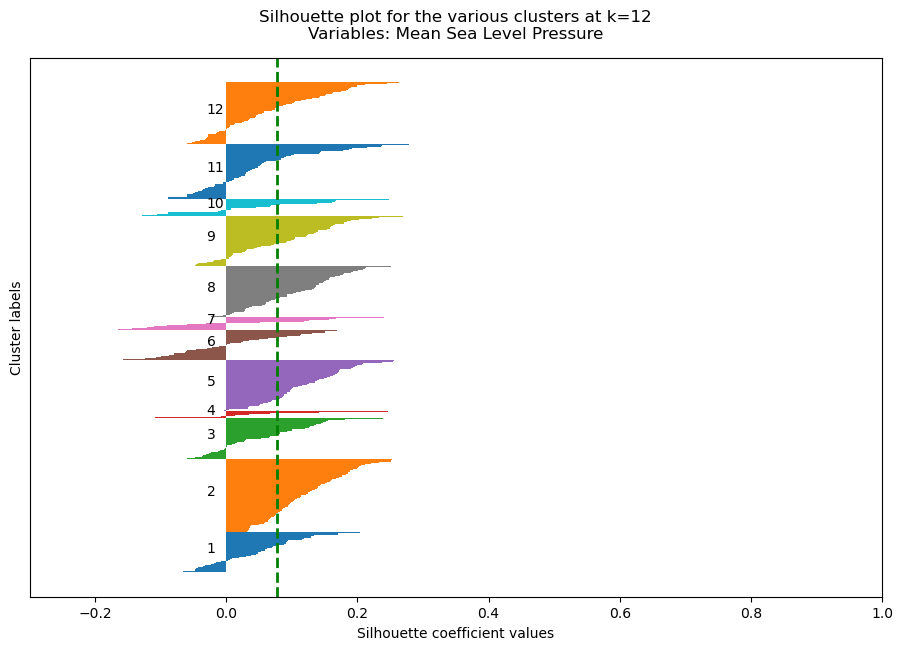 Silhouette plot for the various clusters at k=12
Variables: Mean Sea Level Pressure
12
11
10
9
8
7
6
5
4
3
2
1
Cluster labels
−0.2 0.0 0.2 0.4 0.6 0.8 1.0
Silhouette coefficient values